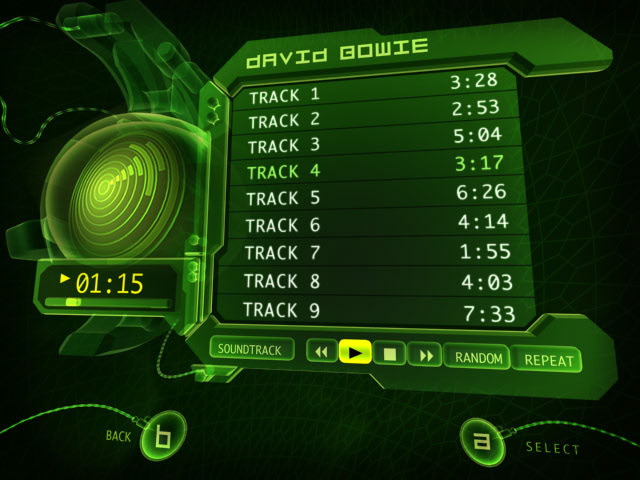 dAVId BOWIE
TRACK 1 3:28
TRACK 2 2:53
TRACK 3 5:04
TRACK 4 3:17
TRACK 5 6:26
TRACK 6 4:14
TRACK 7 1:55
TRACK 8 4:03
TRACK 9 7:33
01:15
SOUNDTRACK RANDOM REPEAT
BACK b a SELECT